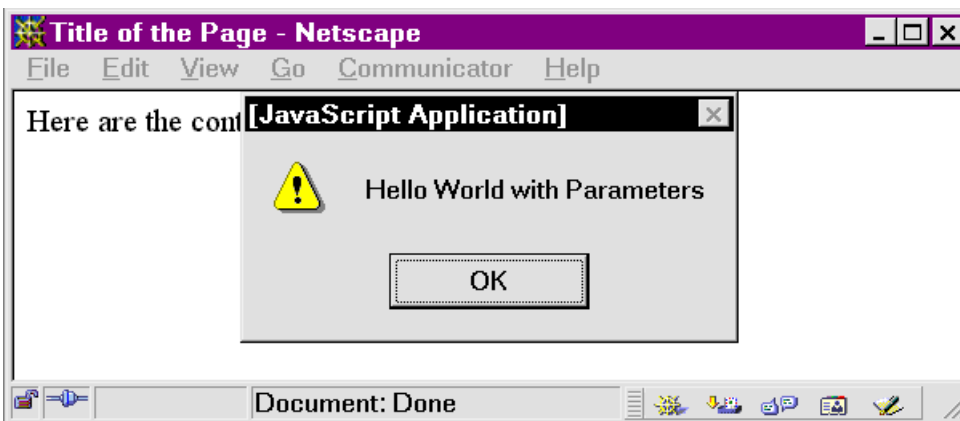 Title of the Page - Netscape
File Edit View Go Communicator Help
Here are the
[JavaScript Application]
Hello World with Parameters
OK
Document: Done